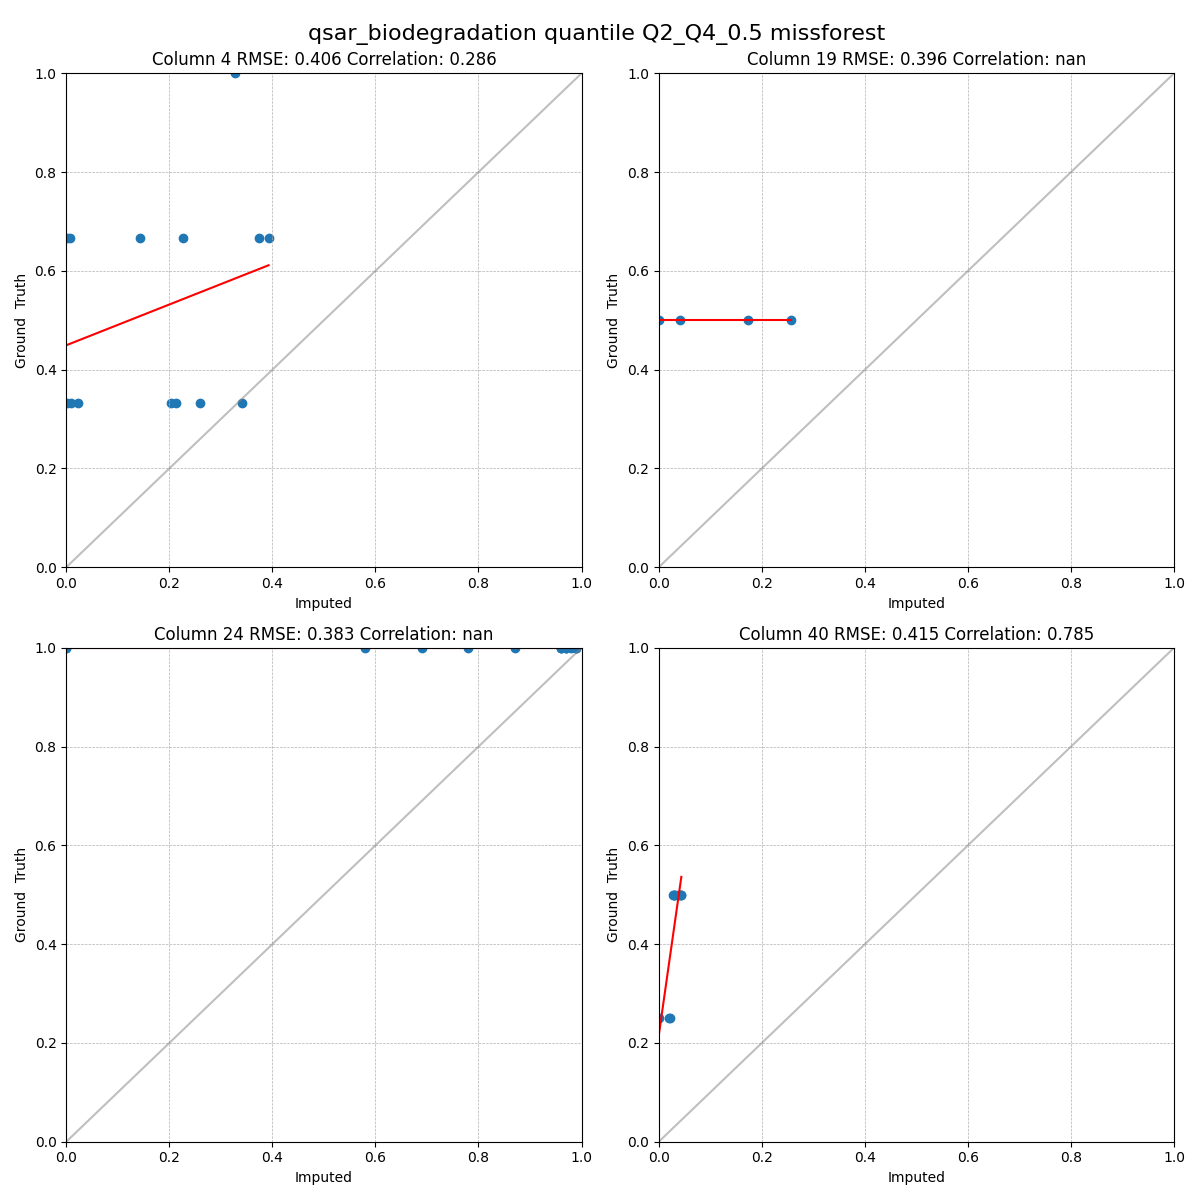 qsar_biodegradation quantile Q2_Q4_0.5 missforest
Column 4 RMSE: 0.406 Correlation: 0.286
1.0
0.8
0.6
0.4
0.2
0.0
Ground  Truth
0.0 0.2 0.4 0.6 0.8 1.0
Imputed
Column 19 RMSE: 0.396 Correlation: nan
1.0
0.8
0.6
0.4
0.2
0.0
Ground  Truth
0.0 0.2 0.4 0.6 0.8 1.0
Imputed
Column 24 RMSE: 0.383 Correlation: nan
1.0
0.8
0.6
0.4
0.2
0.0
Ground  Truth
0.0 0.2 0.4 0.6 0.8 1.0
Imputed
Column 40 RMSE: 0.415 Correlation: 0.785
1.0
0.8
0.6
0.4
0.2
0.0
Ground  Truth
0.0 0.2 0.4 0.6 0.8 1.0
Imputed